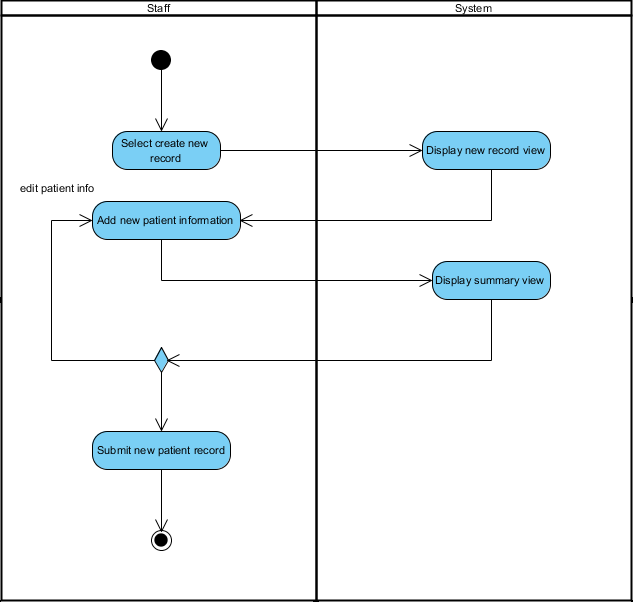 Staff
System
Select create new
record
Display new record view
edit patient info
Add new patient information
Display summary view
Submit new patient record